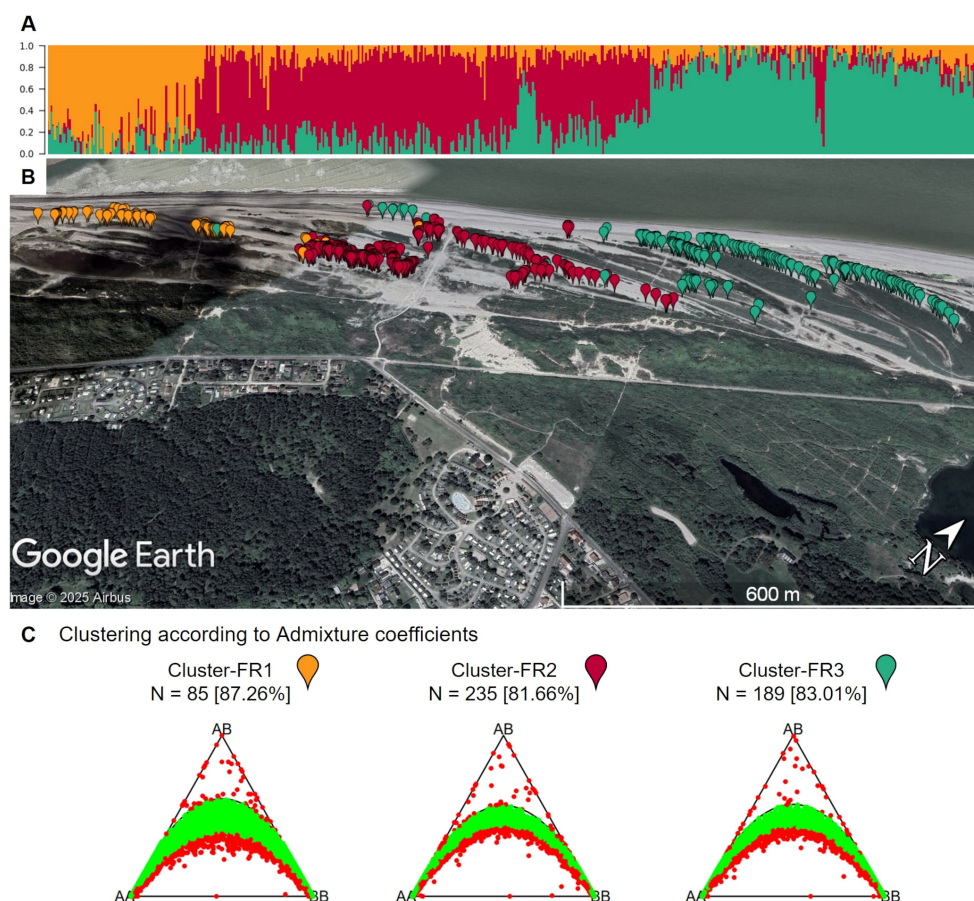 A
1.0
0.8
0.6
0.4
0.2
0.0
B
Google Earth
Image © 2025 Airbus
N
600 m
C Clustering according to Admixture coefficients
Cluster-FR1
N = 85 [87.26%]
Cluster-FR2
N = 235 [81.66%]
Cluster-FR3
N = 189 [83.01%]
AB
AB
AB
AA
BB
AA
BB
AA
BB